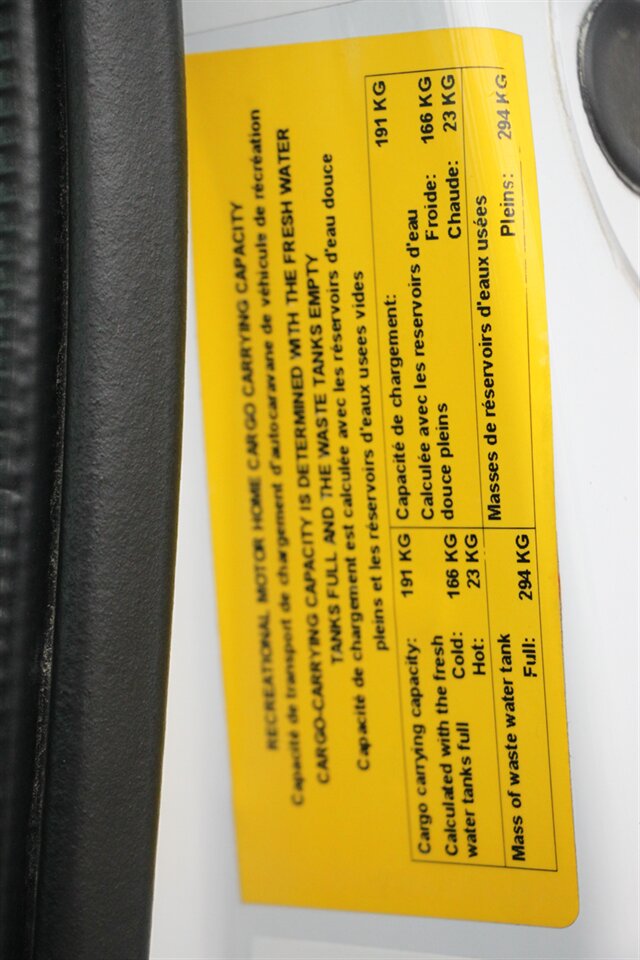 RECREATIONAL MOTOR HOME CARGO CARRYING CAPACITY
Capacité de transport de chargement d'autocaravane de véhicule de récréation
CARGO-CARRYING CAPACITY IS DETERMINED WITH THE FRESH WATER
TANKS FULL AND THE WASTE TANKS EMPTY
Capacite de chargement est calculée avec les réservoirs d'eau douce
pleins et les réservoirs d'eaux usees vides
Cargo carrying capacity: 191 KG
Calculated with the fresh
water tanks full
Cold: 166 KG
Hot: 23 KG
Mass of waste water tank
Full: 294 KG
Capacité de chargement: 191 KG
Calculée avec les reservoirs d'eau
douce pleins
Froide: 166 KG
Chaude: 23 KG
Masses de réservoirs d'eaux usées
Pleins: 294 KG